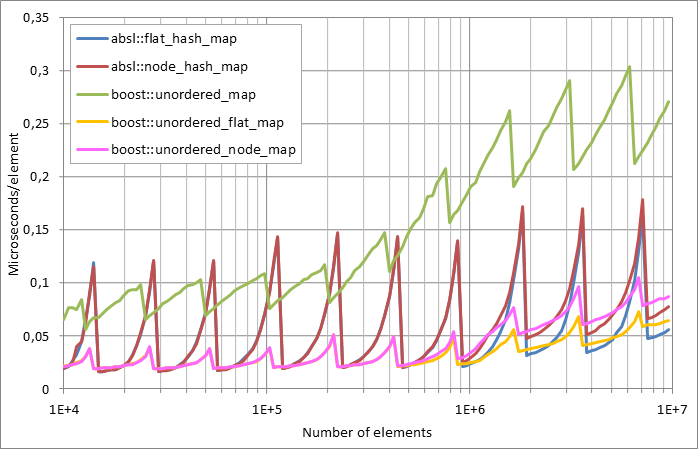 0,35
0,3
0,25
0,2
0,15
0,1
0,05
0
Microseconds/element
absl::flat_hash_map
absl::node_hash_map
boost::unordered_map
boost::unordered_flat_map
boost::unordered_node_map
1E+4
1E+5
1E+6
1E+7
Number of elements